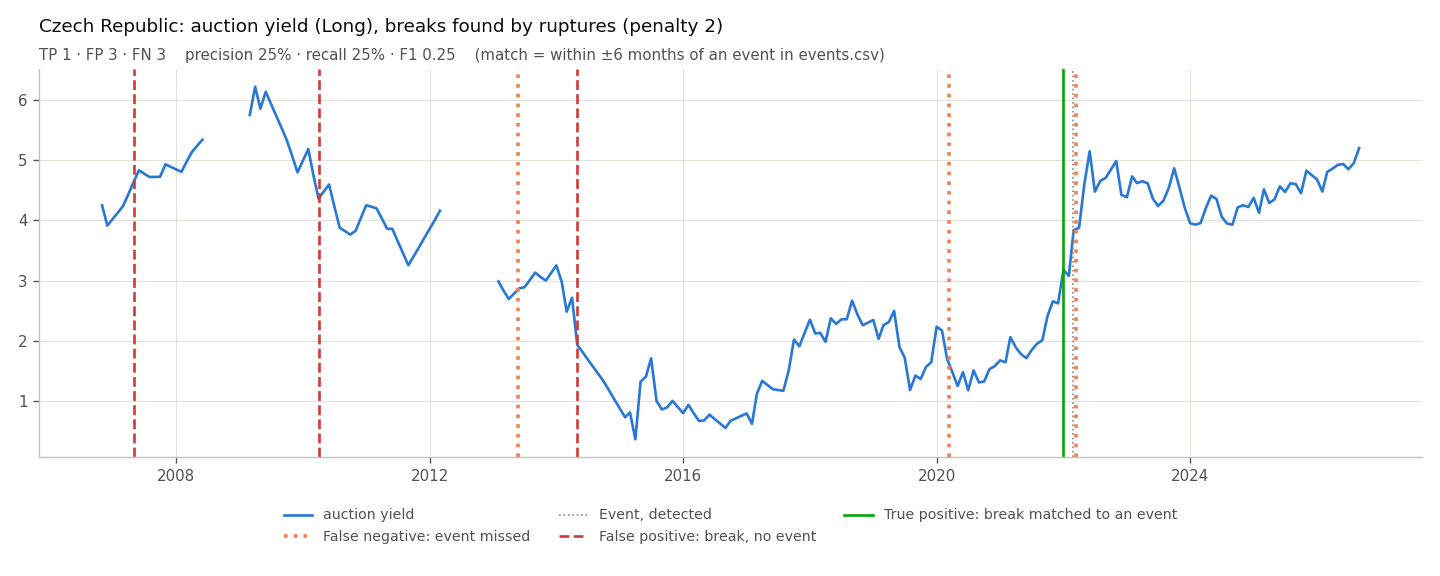 Czech Republic: auction yield (Long), breaks found by ruptures (penalty 2)
TP 1 · FP 3 · FN 3    precision 25% · recall 25% · F1 0.25    (match = within ±6 months of an event in events.csv)
6
5
4
3
2
1
2008
2012
2016
2020
2024
auction yield
Event, detected
True positive: break matched to an event
False negative: event missed
False positive: break, no event